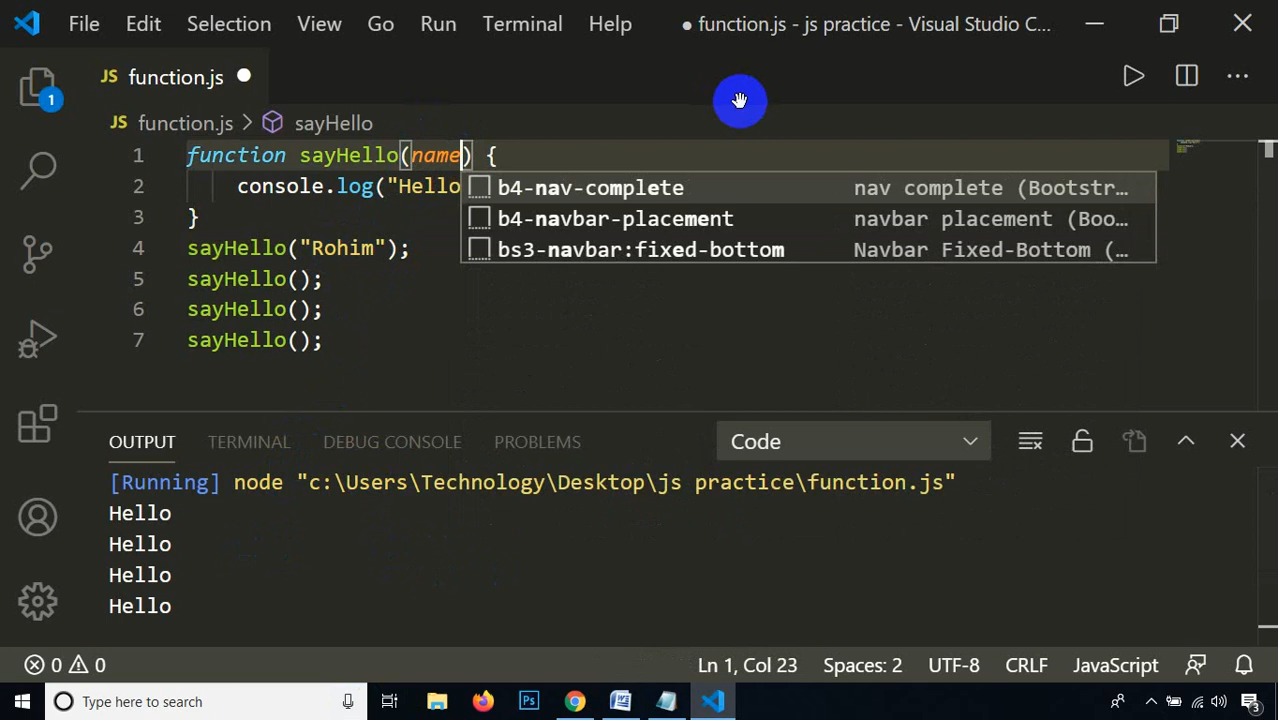 File Edit Selection View Go Run Terminal Help ● function.js - js practice - Visual Studio C...
JS function.js ●
JS function.js > sayHello
1 function sayHello(name) {
2 console.log("Hello
b4-nav-complete nav complete (Bootstr...
3 }
b4-navbar-placement navbar placement (Boo...
4 sayHello("Rohim");
bs3-navbar:fixed-bottom Navbar Fixed-Bottom (...
5 sayHello();
6 sayHello();
7 sayHello();
OUTPUT TERMINAL DEBUG CONSOLE PROBLEMS Code
[Running] node "c:\Users\Technology\Desktop\js practice\function.js"
Hello
Hello
Hello
Hello
0 0 Ln 1, Col 23 Spaces: 2 UTF-8 CRLF JavaScript
Type here to search Ps 3
1